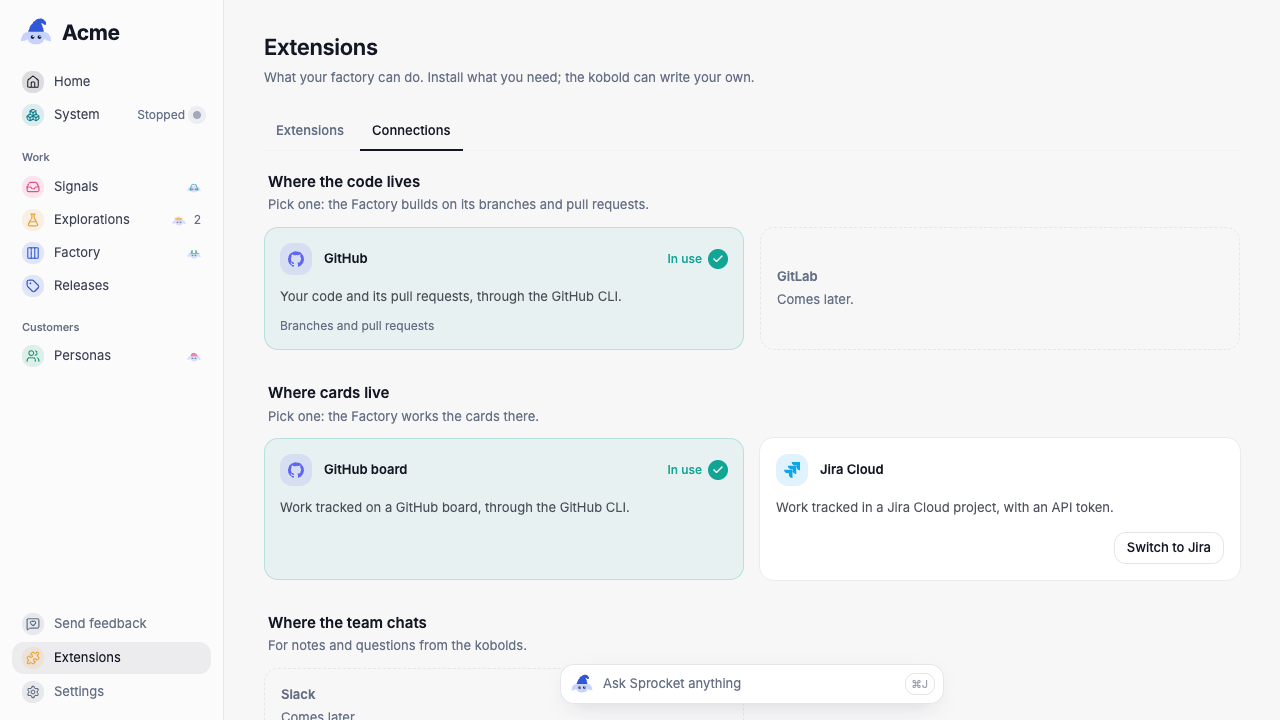 Acme
Home
System Stopped
Work
Signals
Explorations 2
Factory
Releases
Customers
Personas
Send feedback
Extensions
Settings
Extensions
What your factory can do. Install what you need; the kobold can write your own.
Extensions Connections
Where the code lives
Pick one: the Factory builds on its branches and pull requests.
GitHub In use
Your code and its pull requests, through the GitHub CLI.
Branches and pull requests
GitLab
Comes later.
Where cards live
Pick one: the Factory works the cards there.
GitHub board In use
Work tracked on a GitHub board, through the GitHub CLI.
Jira Cloud
Work tracked in a Jira Cloud project, with an API token.
Switch to Jira
Where the team chats
For notes and questions from the kobolds.
Slack
Comes later
Ask Sprocket anything ⌘J